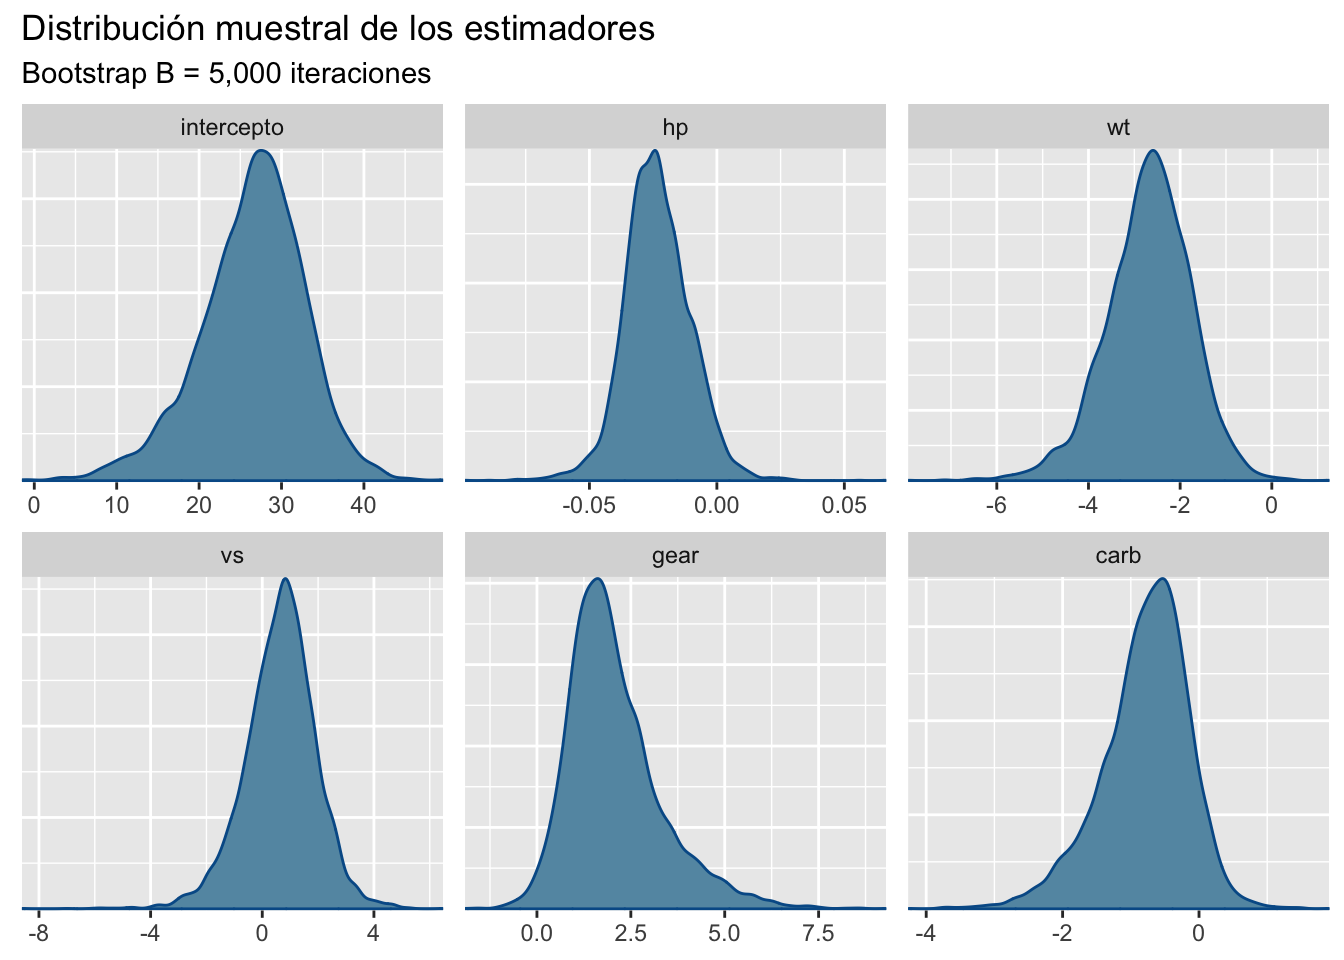 Distribución muestral de los estimadores
Bootstrap B = 5,000 iteraciones
intercepto hp wt
0 10 20 30 40 -0.05 0.00 0.05 -6 -4 -2 0
vs gear carb
-8 -4 0 4 0.0 2.5 5.0 7.5 -4 -2 0